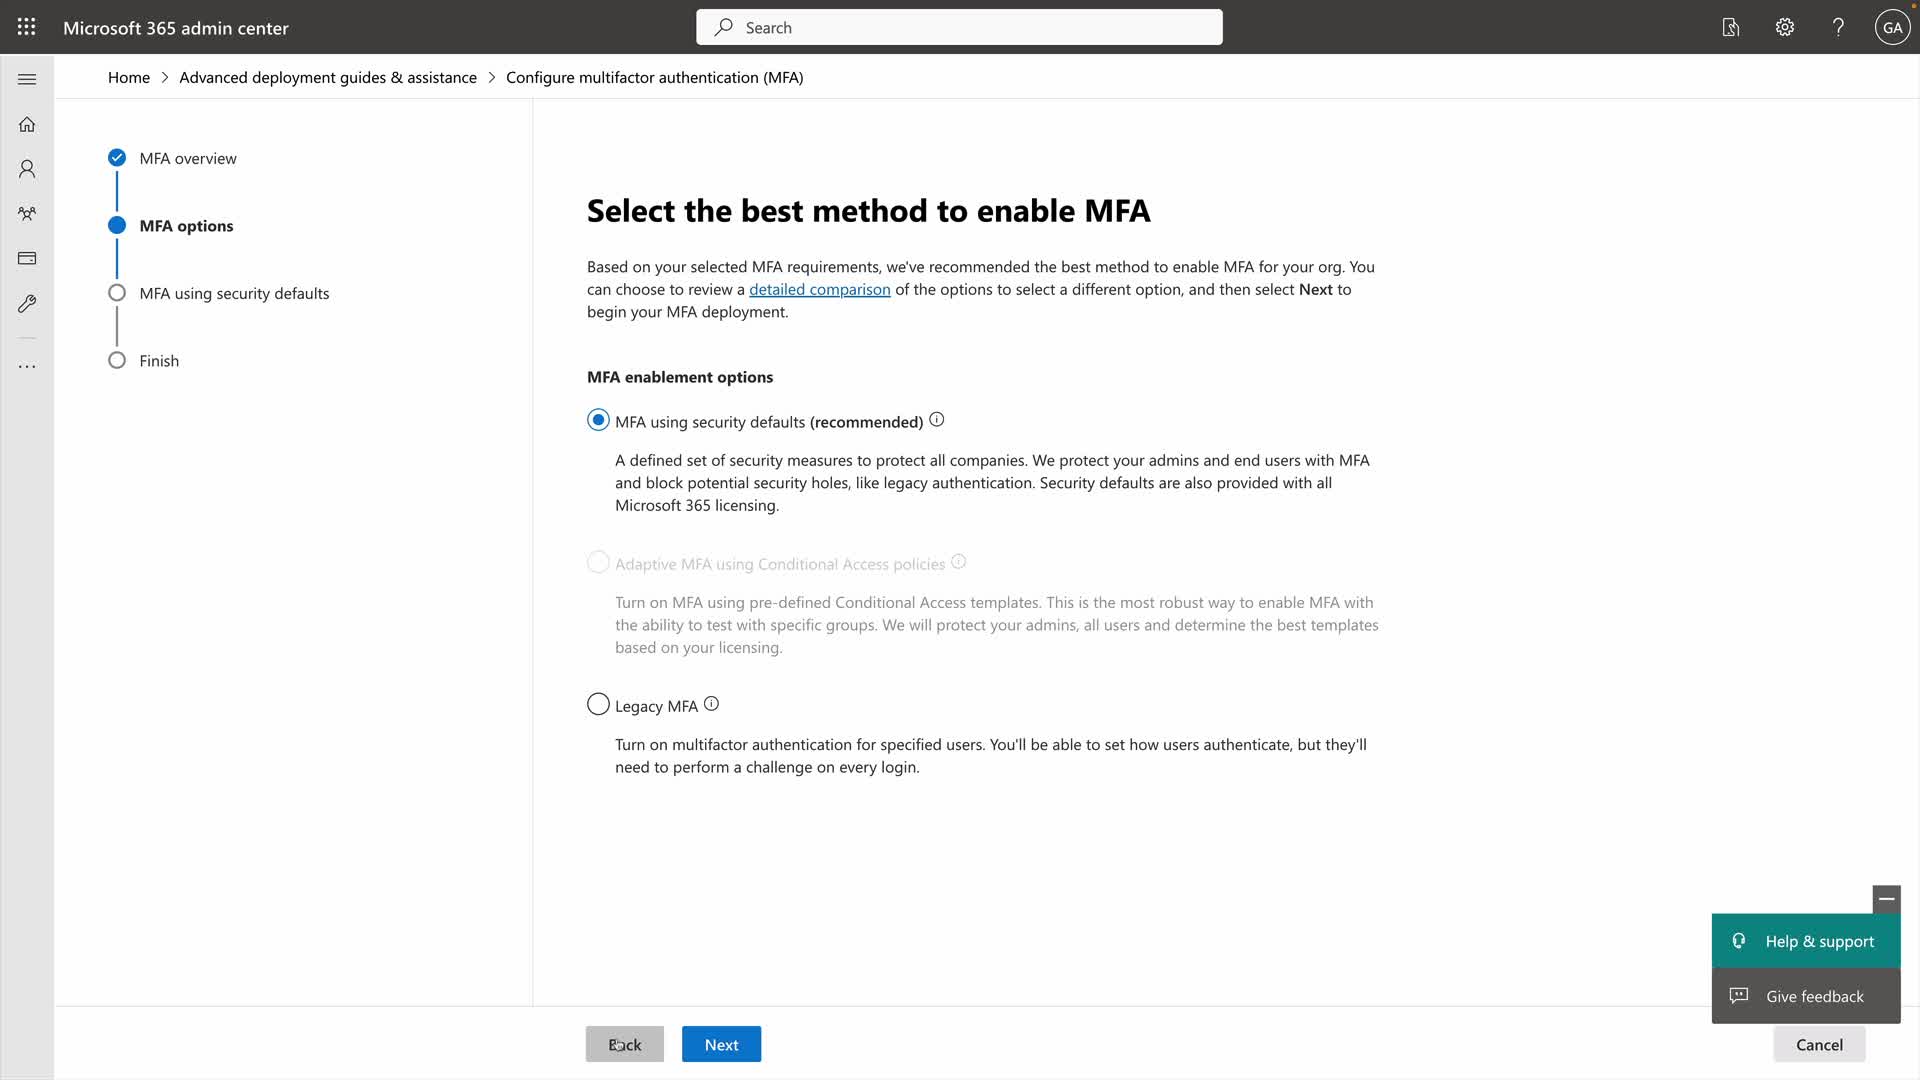 Microsoft 365 admin center
Search
GA
Home > Advanced deployment guides & assistance > Configure multifactor authentication (MFA)
MFA overview
MFA options
MFA using security defaults
Finish
Select the best method to enable MFA
Based on your selected MFA requirements, we've recommended the best method to enable MFA for your org. You
can choose to review a detailed comparison of the options to select a different option, and then select Next to
begin your MFA deployment.
MFA enablement options
MFA using security defaults (recommended)
A defined set of security measures to protect all companies. We protect your admins and end users with MFA
and block potential security holes, like legacy authentication. Security defaults are also provided with all
Microsoft 365 licensing.
Adaptive MFA using Conditional Access policies
Turn on MFA using pre-defined Conditional Access templates. This is the most robust way to enable MFA with
the ability to test with specific groups. We will protect your admins, all users and determine the best templates
based on your licensing.
Legacy MFA
Turn on multifactor authentication for specified users. You'll be able to set how users authenticate, but they'll
need to perform a challenge on every login.
Help & support
Give feedback
Back
Next
Cancel